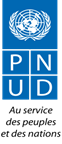 P N
U D
Au service
des peuples
et des nations